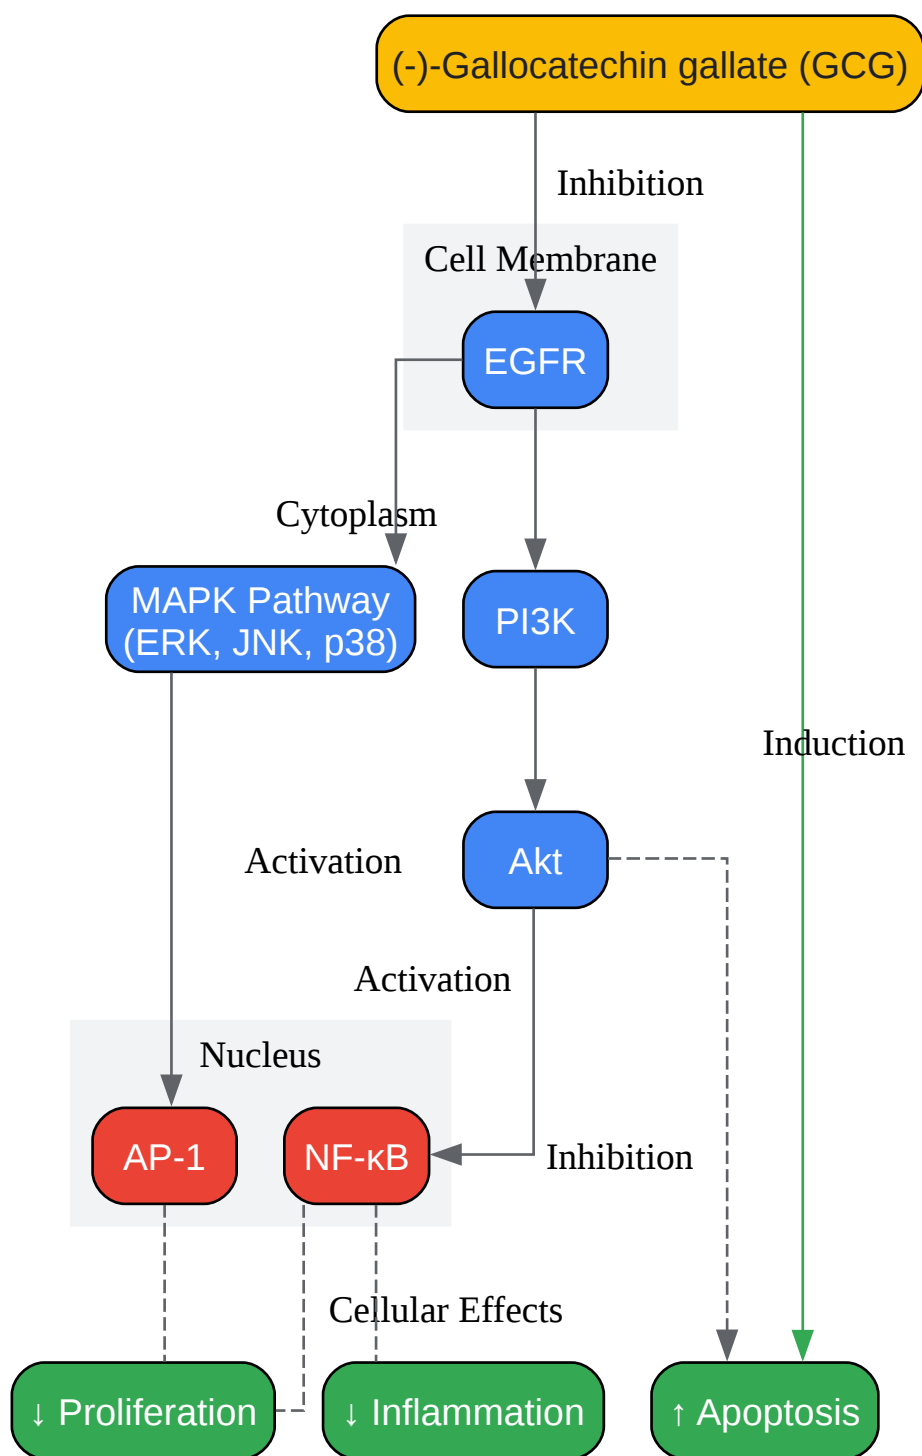 (-)-Gallocatechin gallate (GCG)
Inhibition
Cell Membrane
EGFR
Cytoplasm
MAPK Pathway
(ERK, JNK, p38)
PI3K
Induction
Activation
Akt
Activation
Nucleus
AP-1
NF-κB
Inhibition
Cellular Effects
↓ Proliferation
↓ Inflammation
↑ Apoptosis